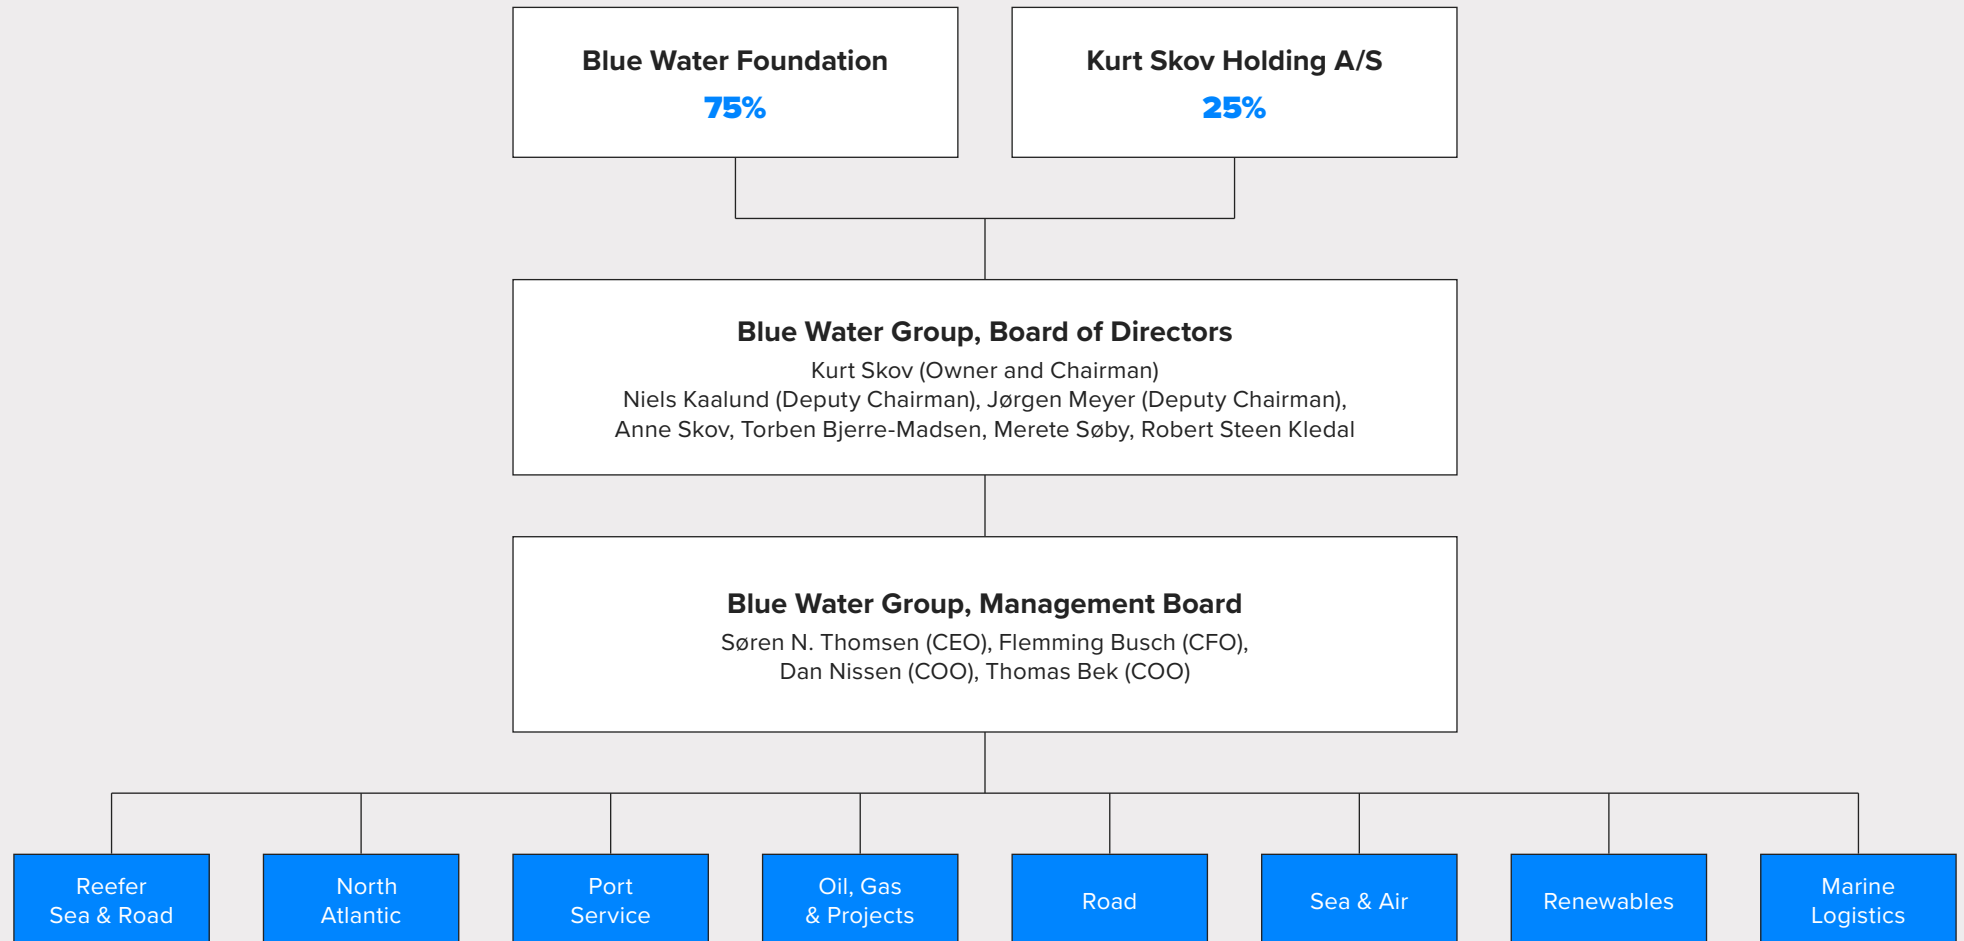 Blue Water Foundation
75%
Kurt Skov Holding A/S
25%
Blue Water Group, Board of Directors
Kurt Skov (Owner and Chairman)
Niels Kaalund (Deputy Chairman), Jørgen Meyer (Deputy Chairman),
Anne Skov, Torben Bjerre-Madsen, Merete Søby, Robert Steen Kledal
Blue Water Group, Management Board
Søren N. Thomsen (CEO), Flemming Busch (CFO),
Dan Nissen (COO), Thomas Bek (COO)
Reefer
Sea & Road
North
Atlantic
Port
Service
Oil, Gas
& Projects
Road
Sea & Air
Renewables
Marine
Logistics